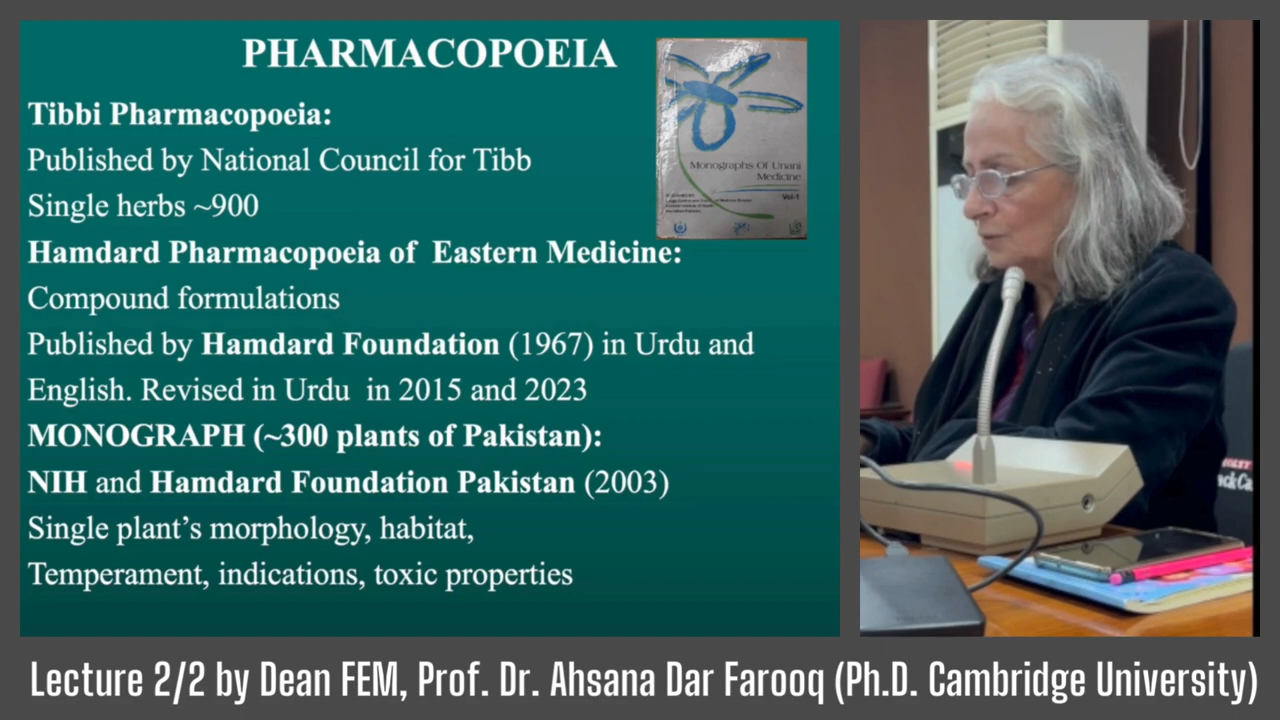 PHARMACOPOEIA
Tibbi Pharmacopoeia:
Published by National Council for Tibb
Single herbs ~900
Monographs Of Unani
Medicine
Vol-1
Hamdard Pharmacopoeia of Eastern Medicine:
Compound formulations
Published by Hamdard Foundation (1967) in Urdu and
English. Revised in Urdu in 2015 and 2023
MONOGRAPH (~300 plants of Pakistan):
NIH and Hamdard Foundation Pakistan (2003)
Single plant's morphology, habitat,
Temperament, indications, toxic properties
Lecture 2/2 by Dean FEM, Prof. Dr. Ahsana Dar Farooq (Ph.D. Cambridge University)